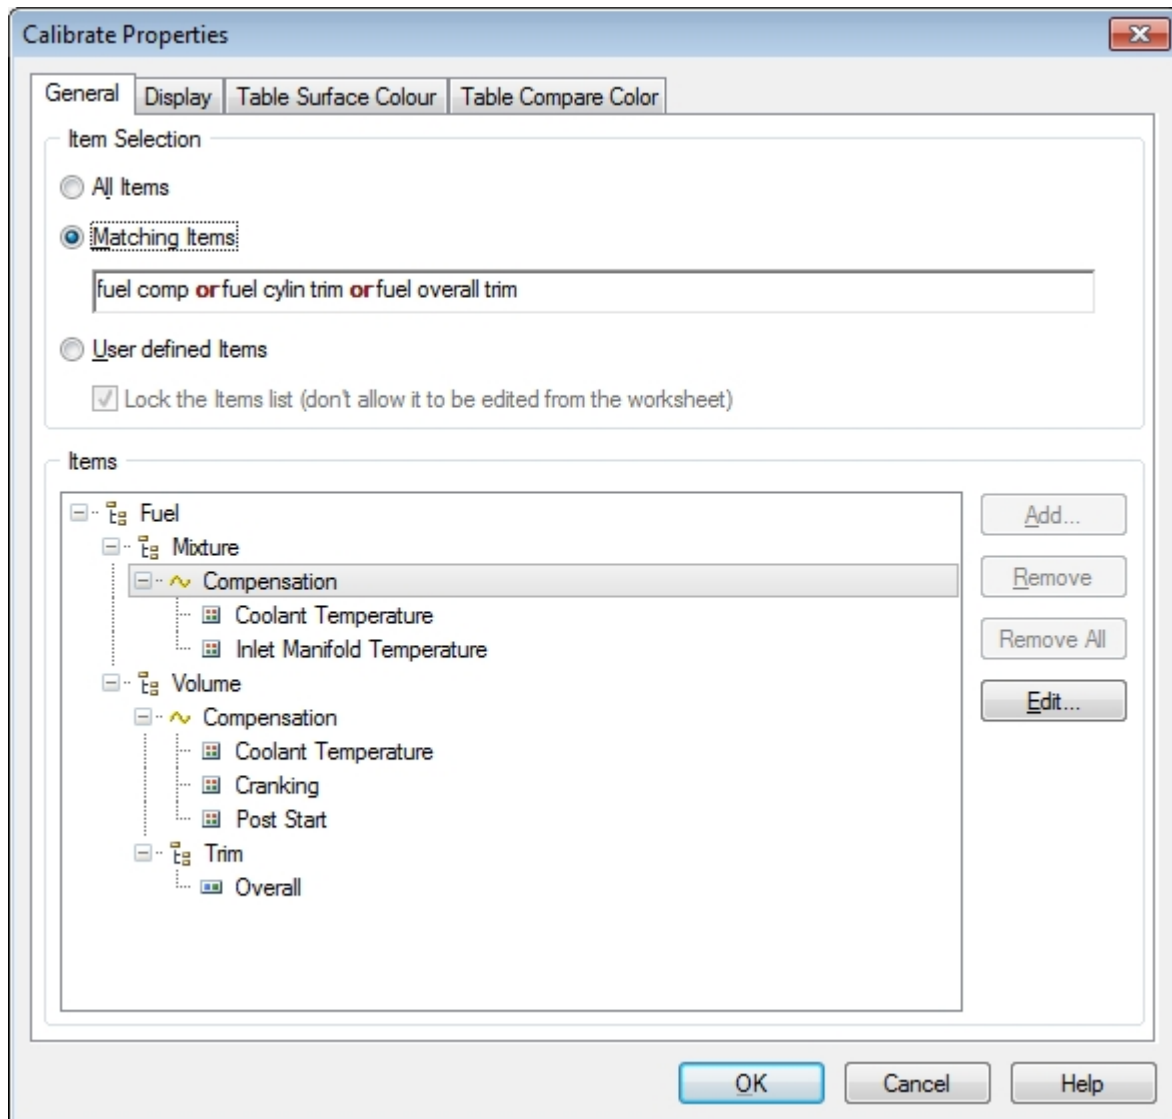 Calibrate Properties
General Display Table Surface Colour Table Compare Color
Item Selection
All Items
Matching Items
fuel comp or fuel cylin trim or fuel overall trim
User defined Items
Lock the Items list (don't allow it to be edited from the worksheet)
Items
Fuel
Mixture
Compensation
Coolant Temperature
Inlet Manifold Temperature
Volume
Compensation
Coolant Temperature
Cranking
Post Start
Trim
Overall
Add...
Remove
Remove All
Edit...
OK Cancel Help